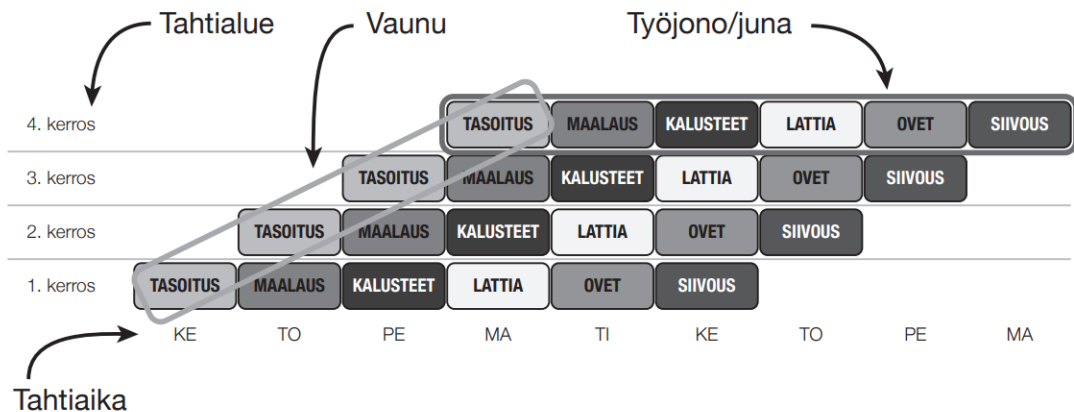 Tahtialue Vaunu Työjono/juna
4. kerros TASOITUS MAALAUS KALUSTEET LATTIA OVET SIIVOUS
3. kerros TASOITUS MAALAUS KALUSTEET LATTIA OVET SIIVOUS
2. kerros TASOITUS MAALAUS KALUSTEET LATTIA OVET SIIVOUS
1. kerros TASOITUS MAALAUS KALUSTEET LATTIA OVET SIIVOUS
KE TO PE MA TI KE TO PE MA
Tahtiaika